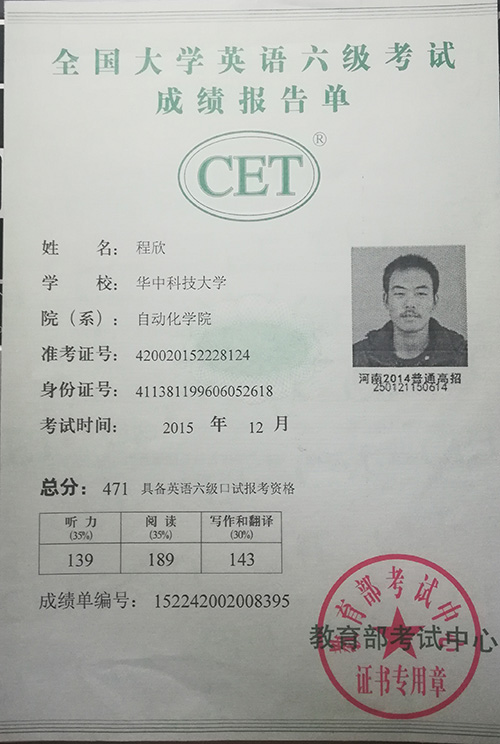 全国大学英语六级考试
成绩报告单
CET®
姓 名： 程欣
学 校： 华中科技大学
院（系）： 自动化学院
准考证号： 420020152228124
身份证号： 411381199606052618
考试时间： 2015 年 12 月
河南2014普通高招
250121150614
总分： 471 具备英语六级口试报考资格
听 力 阅 读 写作和翻译
(35%) (35%) (30%)
139 189 143
成绩单编号： 152242002008395
教育部考试中心
教育部考试中心
证书专用章